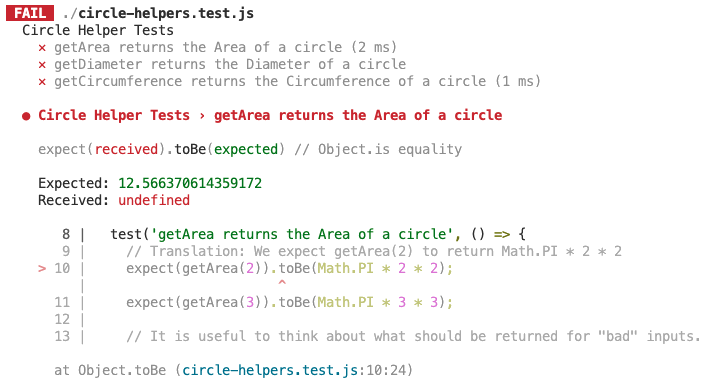 FAIL ./circle-helpers.test.js
Circle Helper Tests
✕ getArea returns the Area of a circle (2 ms)
✕ getDiameter returns the Diameter of a circle
✕ getCircumference returns the Circumference of a circle (1 ms)
● Circle Helper Tests › getArea returns the Area of a circle
expect(received).toBe(expected) // Object.is equality
Expected: 12.566370614359172
Received: undefined
8 | test('getArea returns the Area of a circle', () => {
9 | // Translation: We expect getArea(2) to return Math.PI * 2 * 2
> 10 | expect(getArea(2)).toBe(Math.PI * 2 * 2);
| ^
11 | expect(getArea(3)).toBe(Math.PI * 3 * 3);
12 |
13 | // It is useful to think about what should be returned for "bad" inputs.
at Object.toBe (circle-helpers.test.js:10:24)